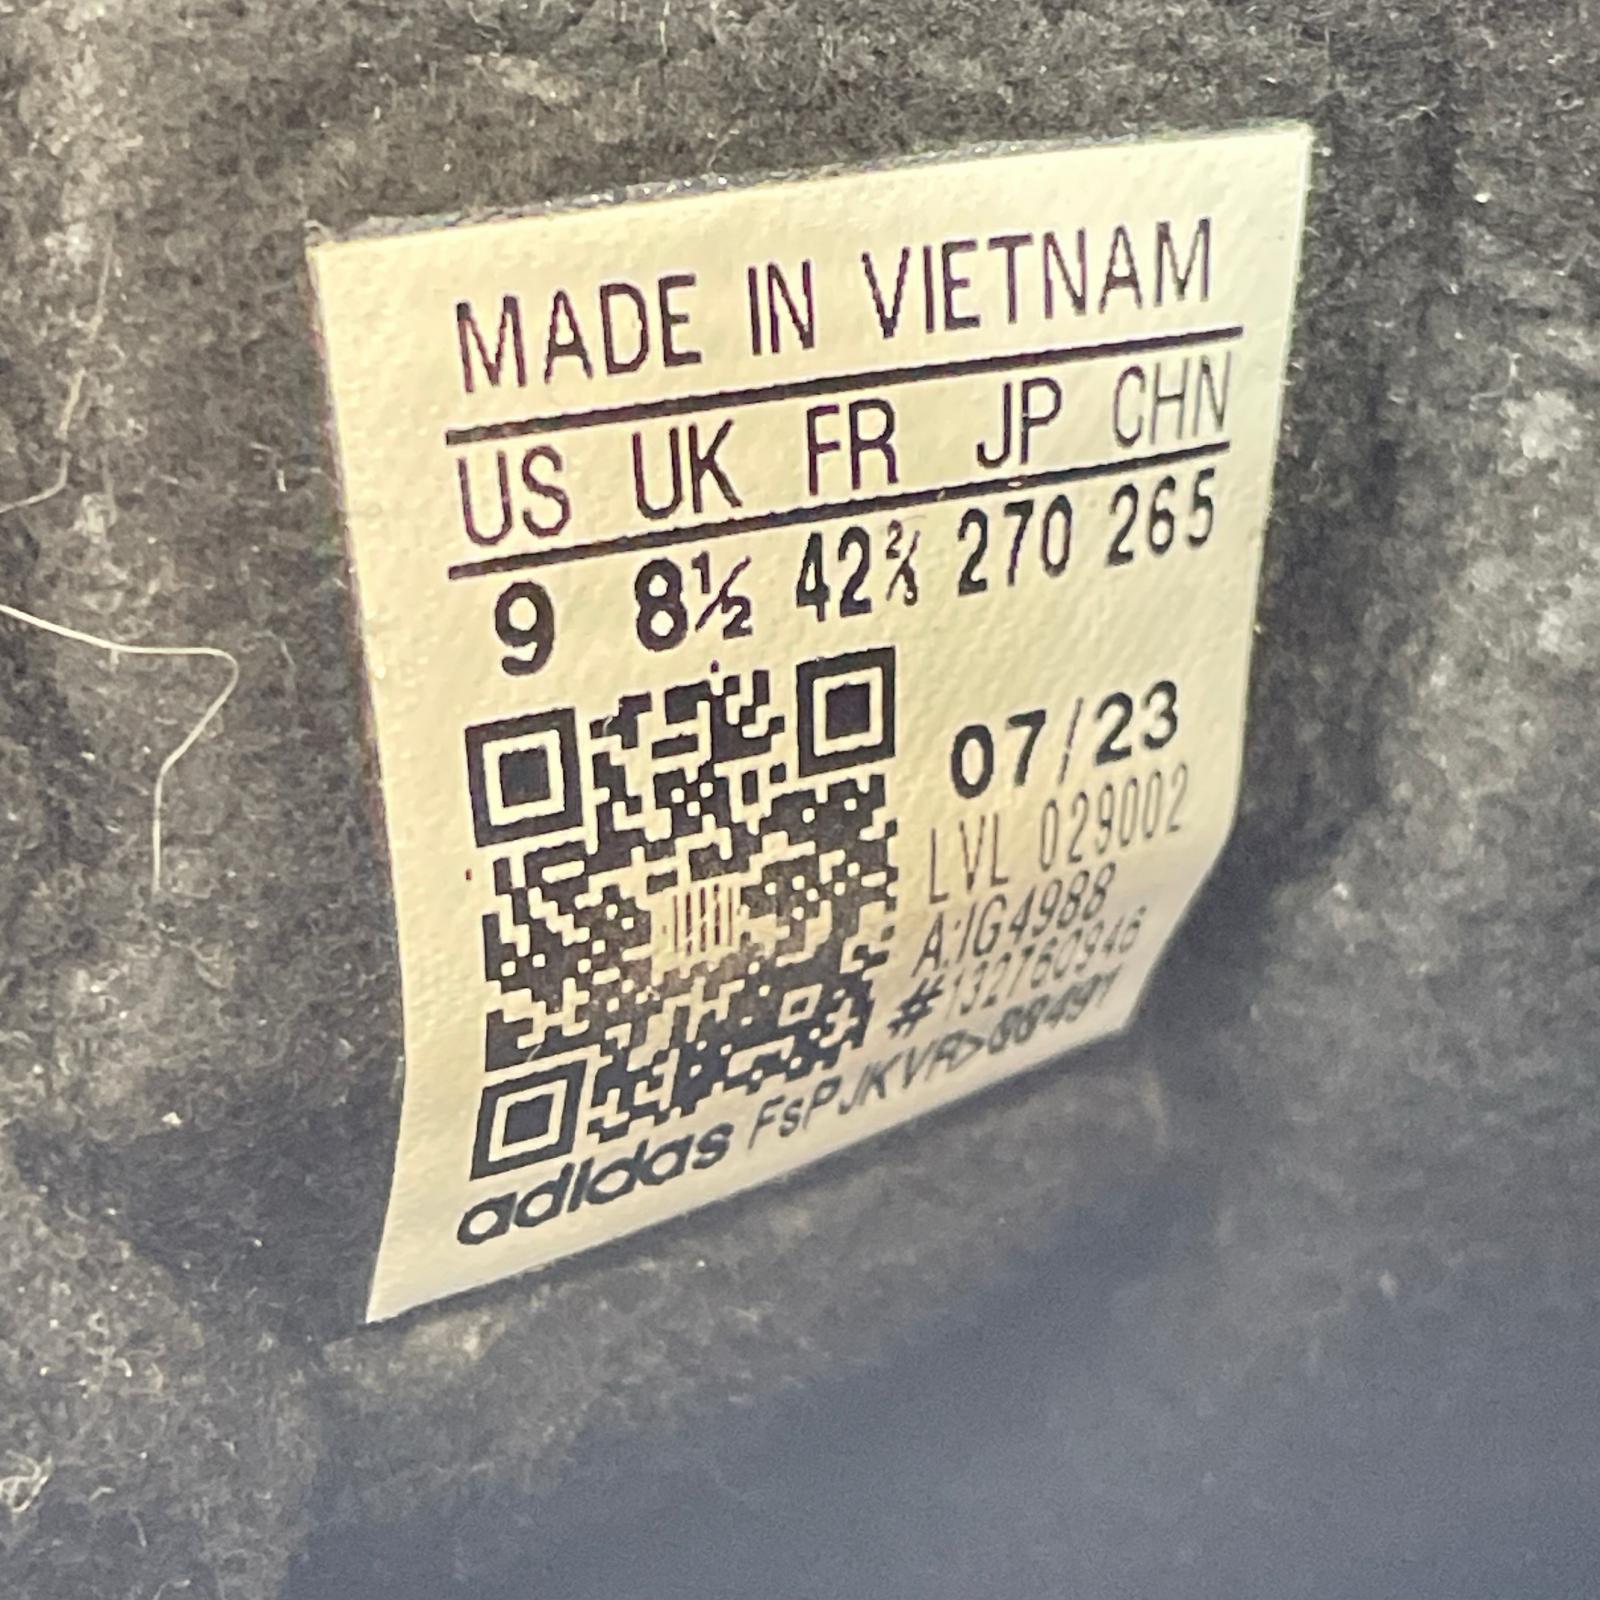 MADE IN VIETNAM
US UK FR JP CHN
9 8½ 42⅔ 270 265
07/23
LVL 029002
A:IG4988
#132760946
adidas